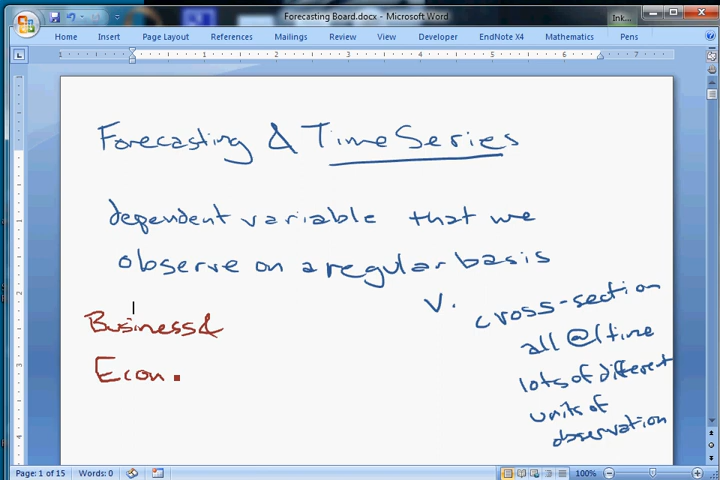 Forecasting Board.docx - Microsoft Word
Ink...
Home Insert Page Layout References Mailings Review View Developer EndNote X4 Mathematics Pens
Forecasting & Time Series
dependent variable that we
observe on a regular basis
v. cross-section
all @ 1 time
lots of different
units of
observation
Business &
Econ.
Page: 1 of 15 Words: 0 100%